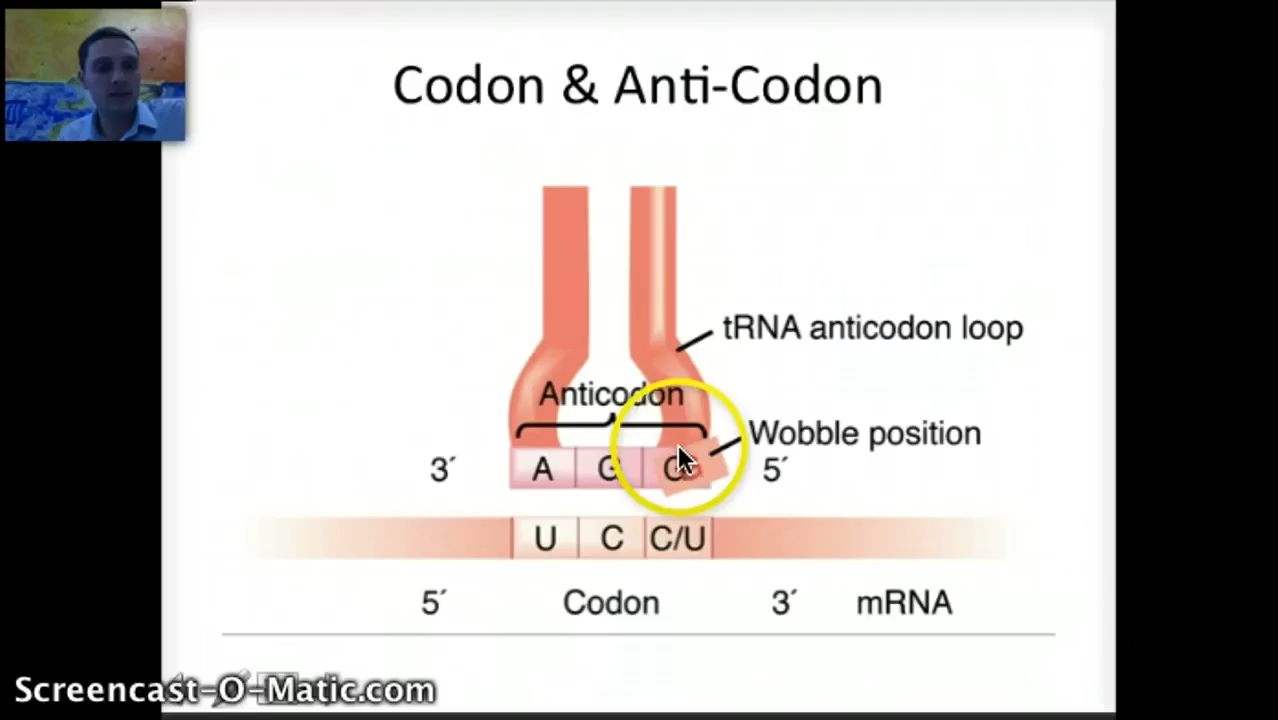 Codon & Anti-Codon
tRNA anticodon loop
Anticodon
Wobble position
3´ A G G 5´
U C C/U
5´ Codon 3´ mRNA
Screencast-O-Matic.com